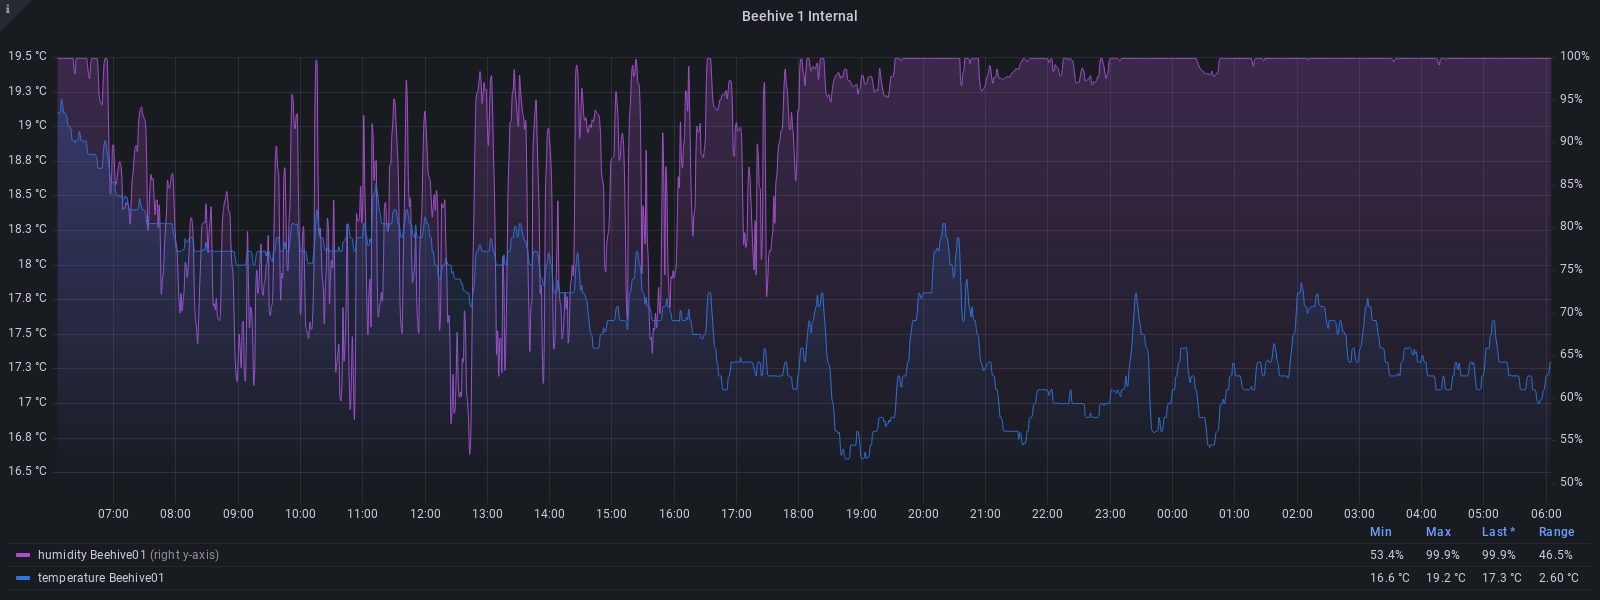 i
Beehive 1 Internal
19.5 °C 100%
19.3 °C 95%
19 °C 90%
18.8 °C 85%
18.5 °C 80%
18.3 °C 75%
18 °C 70%
17.8 °C 65%
17.5 °C 60%
17.3 °C 55%
17 °C 50%
16.8 °C
16.5 °C
07:00 08:00 09:00 10:00 11:00 12:00 13:00 14:00 15:00 16:00 17:00 18:00 19:00 20:00 21:00 22:00 23:00 00:00 01:00 02:00 03:00 04:00 05:00 06:00
Min Max Last * Range
humidity Beehive01 (right y-axis) 53.4% 99.9% 99.9% 46.5%
temperature Beehive01 16.6 °C 19.2 °C 17.3 °C 2.60 °C